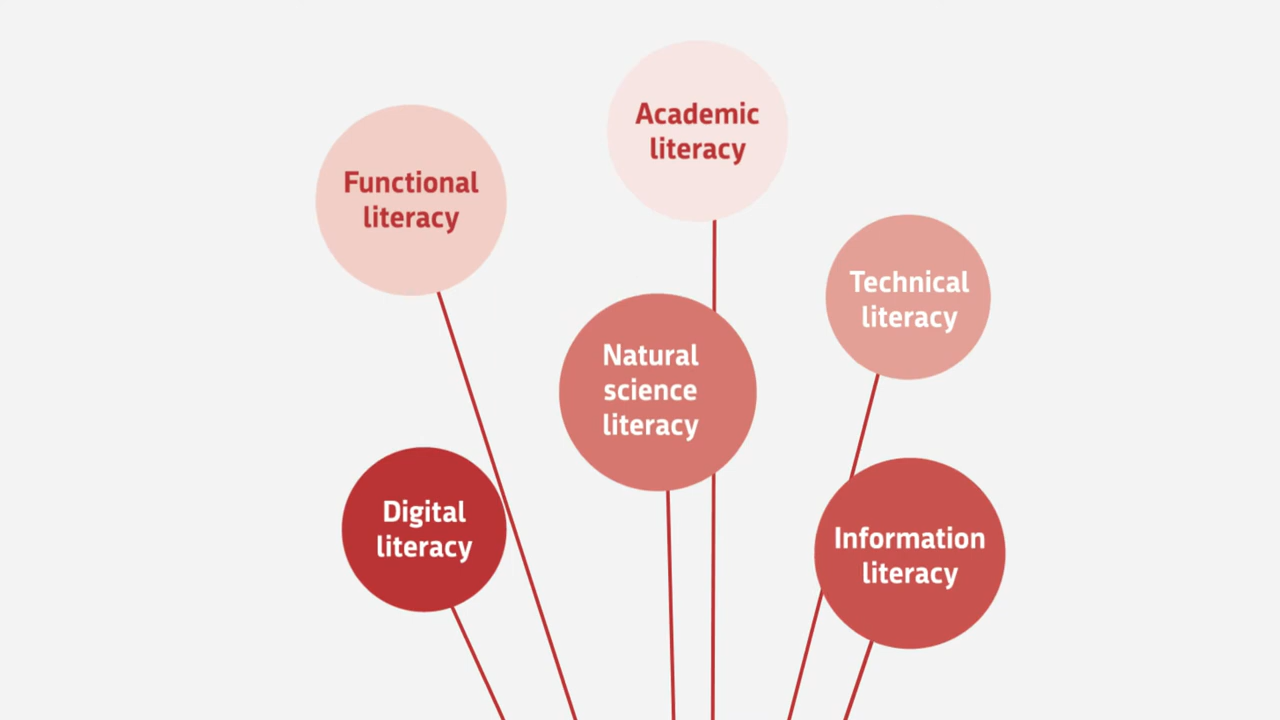 Academic
literacy
Functional
literacy
Technical
literacy
Natural
science
literacy
Digital
literacy
Information
literacy